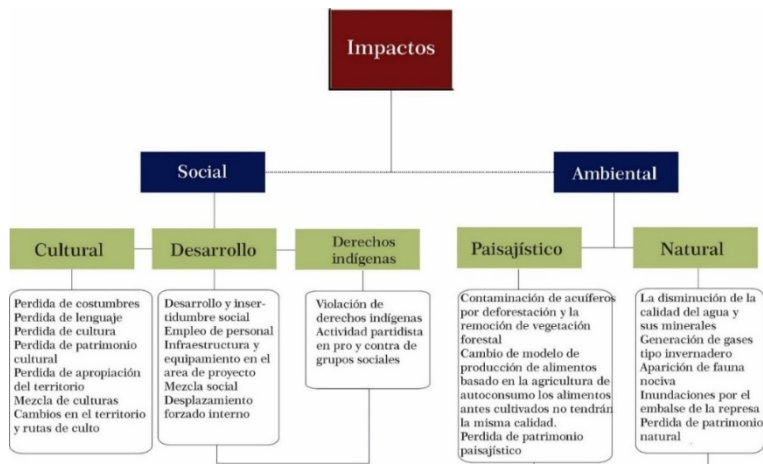 Impactos
Social
Ambiental
Cultural
Desarrollo
Derechos
indígenas
Paisajístico
Natural
Perdida de costumbres
Perdida de lenguaje
Perdida de cultura
Perdida de patrimonio
cultural
Perdida de apropiación
del territorio
Mezcla de culturas
Cambios en el territorio
y rutas de culto
Desarrollo y inser-
tidumbre social
Empleo de personal
Infraestructura y
equipamiento en el
area de proyecto
Mezcla social
Desplazamiento
forzado interno
Violación de
derechos indígenas
Actividad partidista
en pro y contra de
grupos sociales
Contaminación de acuíferos
por deforestación y la
remoción de vegetación
forestal
Cambio de modelo de
producción de alimentos
basado en la agricultura de
autoconsumo los alimentos
antes cultivados no tendrán
la misma calidad.
Perdida de patrimonio
paisajístico
La disminución de la
calidad del agua y
sus minerales
Generación de gases
tipo invernadero
Aparición de fauna
nociva
Inundaciones por el
embalse de la represa
Perdida de patrimonio
natural